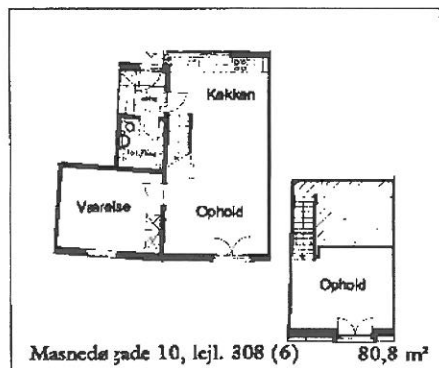 Køkken
Værelse
Ophold
Ophold
Masnedøgade 10, lejl. 308 (6) 80,8 m²